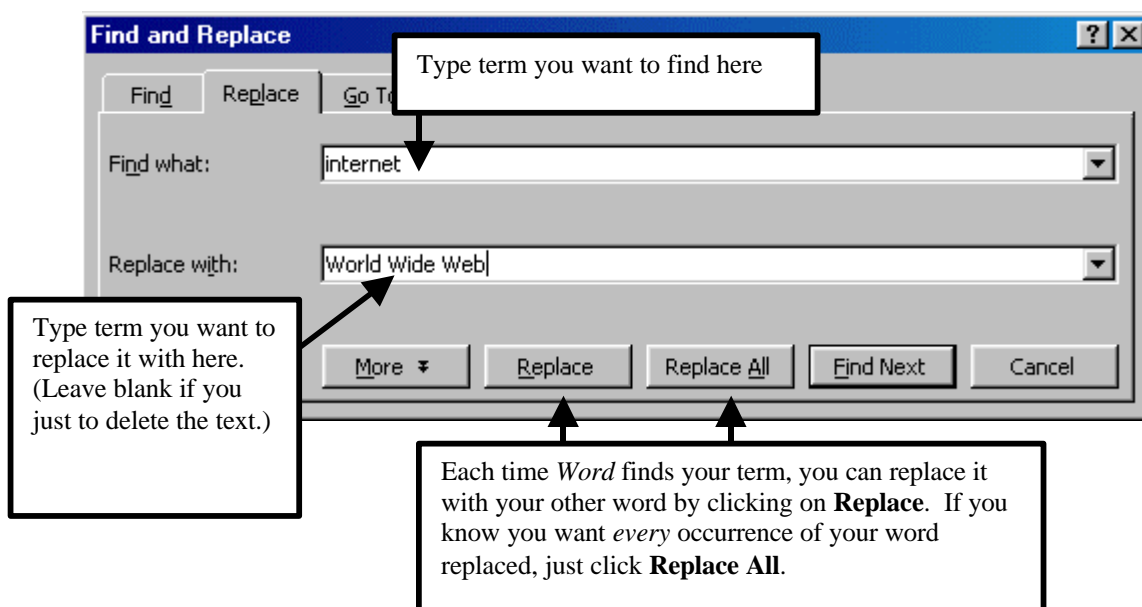 Find and Replace
Type term you want to find here
Find
Replace
Go To
Find what:
internet
Replace with:
World Wide Web
Type term you want to
replace it with here.
(Leave blank if you
just to delete the text.)
More
Replace
Replace All
Find Next
Cancel
Each time Word finds your term, you can replace it
with your other word by clicking on Replace. If you
know you want every occurrence of your word
replaced, just click Replace All.